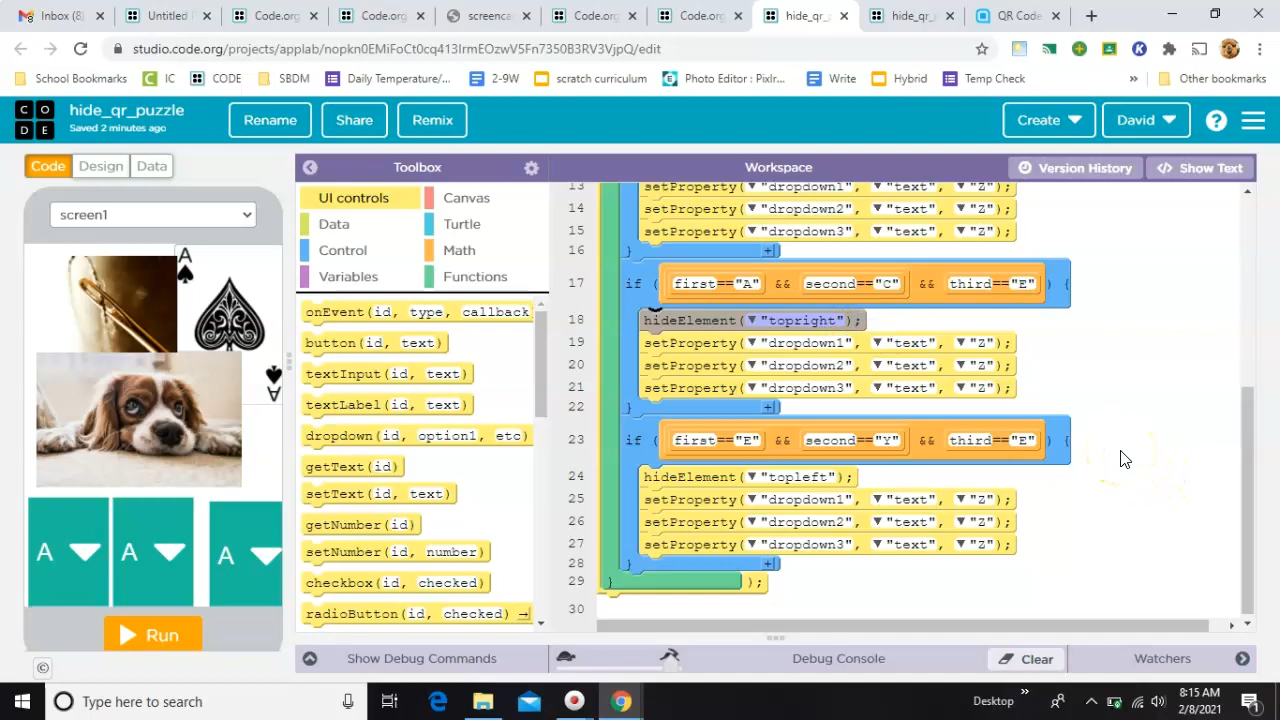 Inbox (8)
Untitled
Code.org
Code.org
screenca
Code.org
Code.org
hide_qr_p
hide_qr_pu
QR Code
studio.code.org/projects/applab/nopkn0EMiFoCt0cq413IrmEOzwV5Fn7350B3RV3VjpQ/edit
School Bookmarks
IC
CODE
SBDM
Daily Temperature/...
2-9W
scratch curriculum
Photo Editor : Pixlr...
Write
Hybrid
Temp Check
»
Other bookmarks
C O
D E
hide_qr_puzzle
Saved 2 minutes ago
Rename
Share
Remix
Create
David
?
Code
Design
Data
Toolbox
Workspace
Version History
</> Show Text
screen1
A
A
A A A
Run
UI controls
Canvas
Data
Turtle
Control
Math
Variables
Functions
onEvent(id, type, callback
button(id, text)
textInput(id, text)
textLabel(id, text)
dropdown(id, option1, etc)
getText(id)
setText(id, text)
getNumber(id)
setNumber(id, number)
checkbox(id, checked)
radioButton(id, checked)
13 setProperty("dropdown1", "text", "Z");
14 setProperty("dropdown2", "text", "Z");
15 setProperty("dropdown3", "text", "Z");
16 }
17 if (first=="A" && second=="C" && third=="E") {
18 hideElement("topright");
19 setProperty("dropdown1", "text", "Z");
20 setProperty("dropdown2", "text", "Z");
21 setProperty("dropdown3", "text", "Z");
22 }
23 if (first=="E" && second=="Y" && third=="E") {
24 hideElement("topleft");
25 setProperty("dropdown1", "text", "Z");
26 setProperty("dropdown2", "text", "Z");
27 setProperty("dropdown3", "text", "Z");
28 }
29 } );
30
©
Show Debug Commands
Debug Console
Clear
Watchers
Type here to search
Desktop
»
8:15 AM
2/8/2021
1